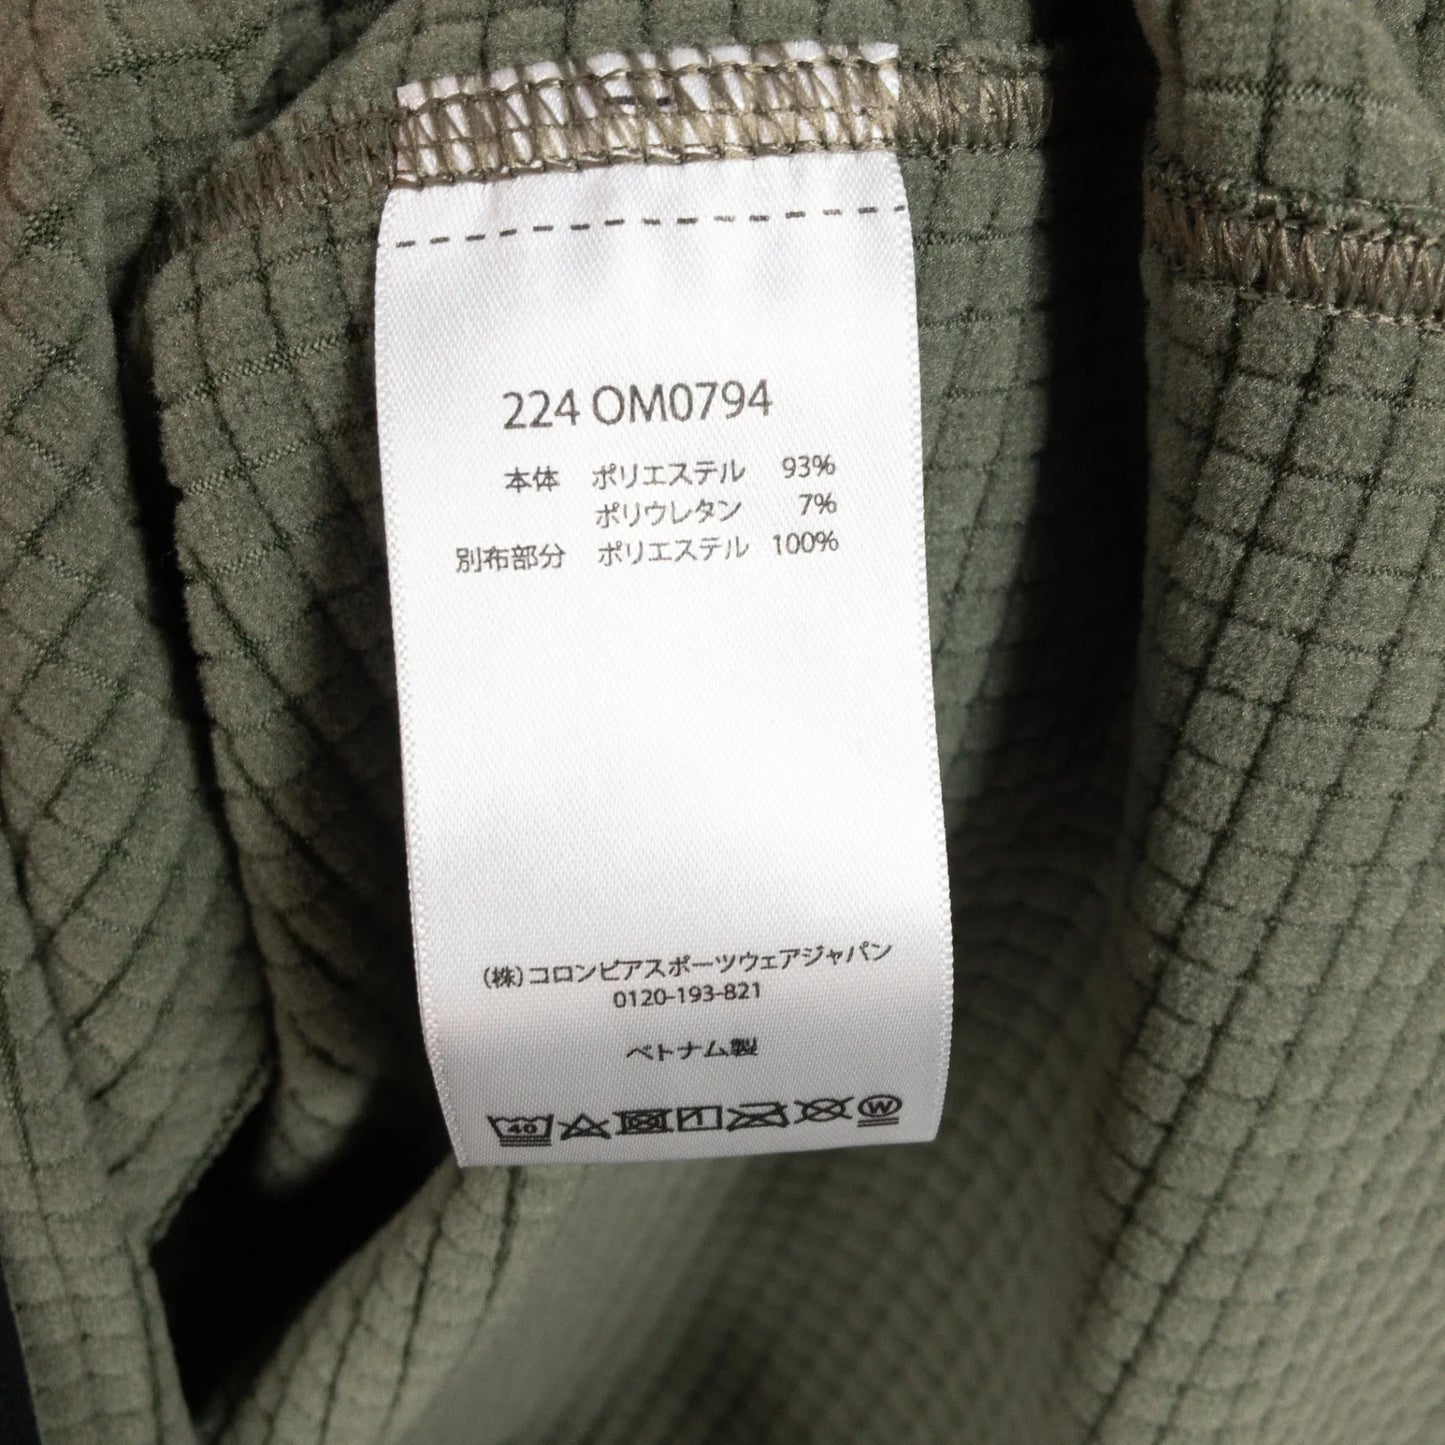 224 OM0794
本体 ポリエステル 93%
ポリウレタン 7%
別布部分 ポリエステル 100%
(株)コロンビアスポーツウェアジャパン
0120-193-821
ベトナム製
40 1 W